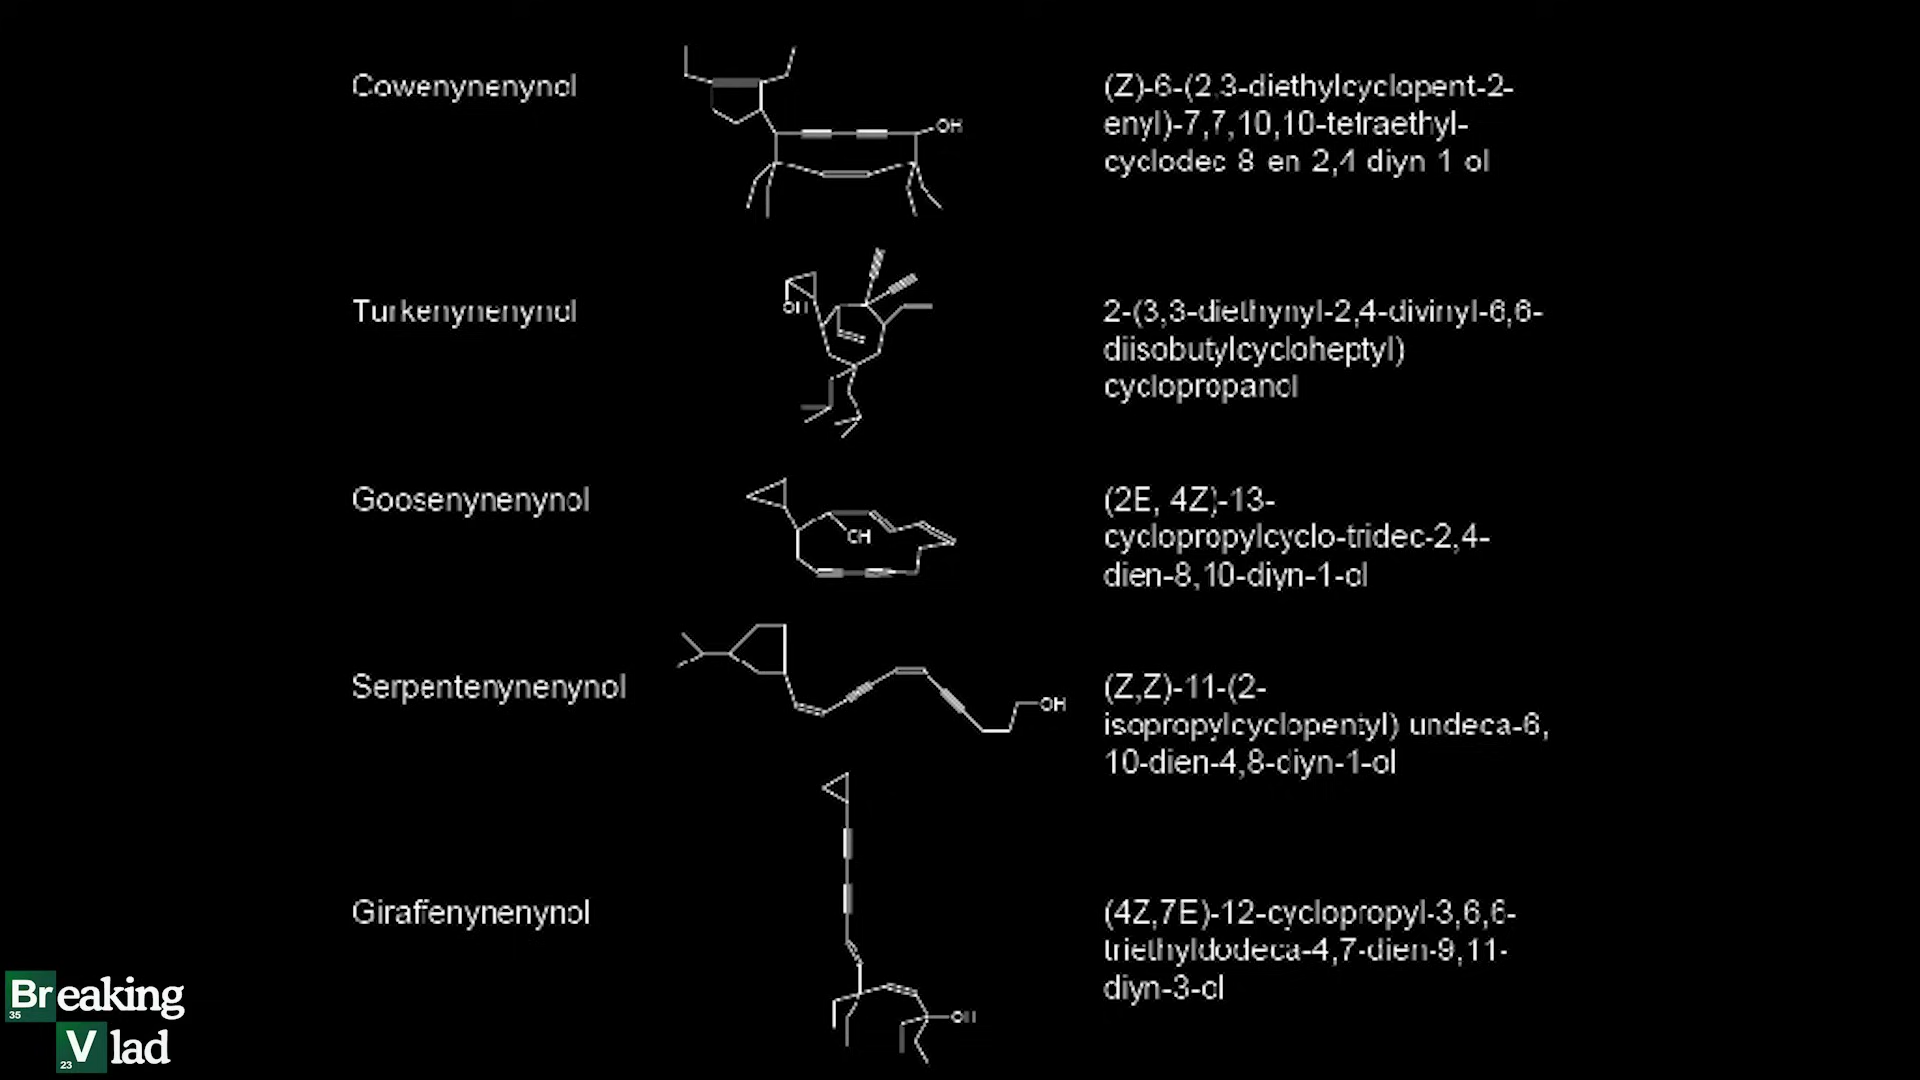 Cowenynenynol
OH
(Z)-6-(2,3-diethylcyclopent-2-
enyl)-7,7,10,10-tetraethyl-
cyclodec 8 en 2,4 diyn 1 ol
Turkenynenynol
OH
2-(3,3-diethynyl-2,4-divinyl-6,6-
diisobutylcycloheptyl)
cyclopropanol
Goosenynenynol
OH
(2E, 4Z)-13-
cyclopropylcyclo-tridec-2,4-
dien-8,10-diyn-1-ol
Serpentenynenynol
OH
(Z,Z)-11-(2-
isopropylcyclopentyl) undeca-6,
10-dien-4,8-diyn-1-ol
Giraffenynenynol
OH
(4Z,7E)-12-cyclopropyl-3,6,6-
triethyldodeca-4,7-dien-9,11-
diyn-3-ol
Breaking
35
Vlad
23